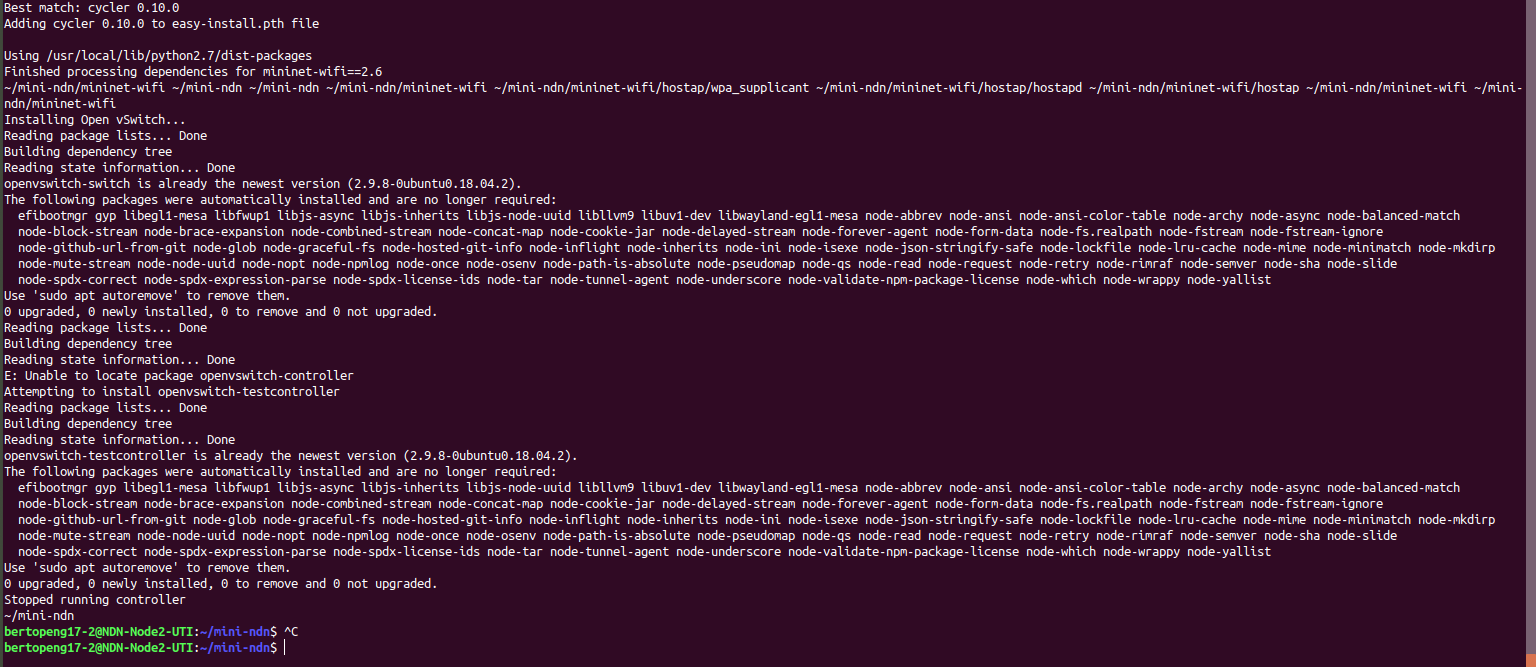 Best match: cycler 0.10.0
Adding cycler 0.10.0 to easy-install.pth file
Using /usr/local/lib/python2.7/dist-packages
Finished processing dependencies for mininet-wifi==2.6
~/mini-ndn/mininet-wifi ~/mini-ndn ~/mini-ndn ~/mini-ndn/mininet-wifi ~/mini-ndn/mininet-wifi/hostap/wpa_supplicant ~/mini-ndn/mininet-wifi/hostap/hostapd ~/mini-ndn/mininet-wifi/hostap ~/mini-ndn/mininet-wifi ~/mini-
ndn/mininet-wifi
Installing Open vSwitch...
Reading package lists... Done
Building dependency tree
Reading state information... Done
openvswitch-switch is already the newest version (2.9.8-0ubuntu0.18.04.2).
The following packages were automatically installed and are no longer required:
  efibootmgr gyp libegl1-mesa libfwup1 libjs-async libjs-inherits libjs-node-uuid libllvm9 libuv1-dev libwayland-egl1-mesa node-abbrev node-ansi node-ansi-color-table node-archy node-async node-balanced-match
  node-block-stream node-brace-expansion node-combined-stream node-concat-map node-cookie-jar node-delayed-stream node-forever-agent node-form-data node-fs.realpath node-fstream node-fstream-ignore
  node-github-url-from-git node-glob node-graceful-fs node-hosted-git-info node-inflight node-inherits node-ini node-isexe node-json-stringify-safe node-lockfile node-lru-cache node-mime node-minimatch node-mkdirp
  node-mute-stream node-node-uuid node-nopt node-npmlog node-once node-osenv node-path-is-absolute node-pseudomap node-qs node-read node-request node-retry node-rimraf node-semver node-sha node-slide
  node-spdx-correct node-spdx-expression-parse node-spdx-license-ids node-tar node-tunnel-agent node-underscore node-validate-npm-package-license node-which node-wrappy node-yallist
Use 'sudo apt autoremove' to remove them.
0 upgraded, 0 newly installed, 0 to remove and 0 not upgraded.
Reading package lists... Done
Building dependency tree
Reading state information... Done
E: Unable to locate package openvswitch-controller
Attempting to install openvswitch-testcontroller
Reading package lists... Done
Building dependency tree
Reading state information... Done
openvswitch-testcontroller is already the newest version (2.9.8-0ubuntu0.18.04.2).
The following packages were automatically installed and are no longer required:
  efibootmgr gyp libegl1-mesa libfwup1 libjs-async libjs-inherits libjs-node-uuid libllvm9 libuv1-dev libwayland-egl1-mesa node-abbrev node-ansi node-ansi-color-table node-archy node-async node-balanced-match
  node-block-stream node-brace-expansion node-combined-stream node-concat-map node-cookie-jar node-delayed-stream node-forever-agent node-form-data node-fs.realpath node-fstream node-fstream-ignore
  node-github-url-from-git node-glob node-graceful-fs node-hosted-git-info node-inflight node-inherits node-ini node-isexe node-json-stringify-safe node-lockfile node-lru-cache node-mime node-minimatch node-mkdirp
  node-mute-stream node-node-uuid node-nopt node-npmlog node-once node-osenv node-path-is-absolute node-pseudomap node-qs node-read node-request node-retry node-rimraf node-semver node-sha node-slide
  node-spdx-correct node-spdx-expression-parse node-spdx-license-ids node-tar node-tunnel-agent node-underscore node-validate-npm-package-license node-which node-wrappy node-yallist
Use 'sudo apt autoremove' to remove them.
0 upgraded, 0 newly installed, 0 to remove and 0 not upgraded.
Stopped running controller
~/mini-ndn
bertopeng17-2@NDN-Node2-UTI:~/mini-ndn$ ^C
bertopeng17-2@NDN-Node2-UTI:~/mini-ndn$